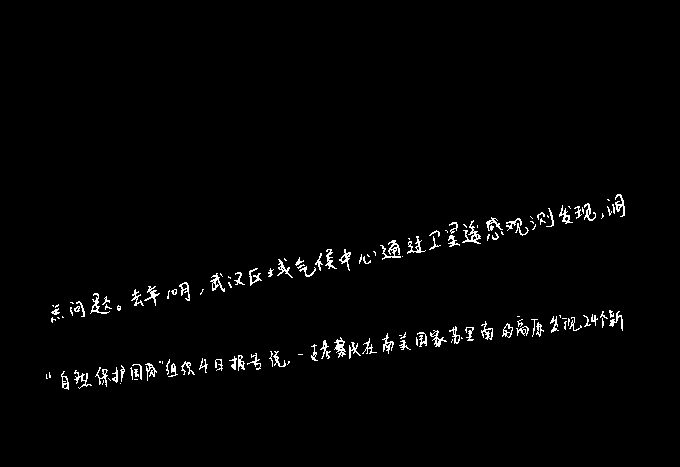 点问题。去年10月,武汉区域气候中心通过卫星遥感观测发现,洞
“自然保护国际”组织4日报告说,一支考察队在南美国家苏里南的高原发现24个新